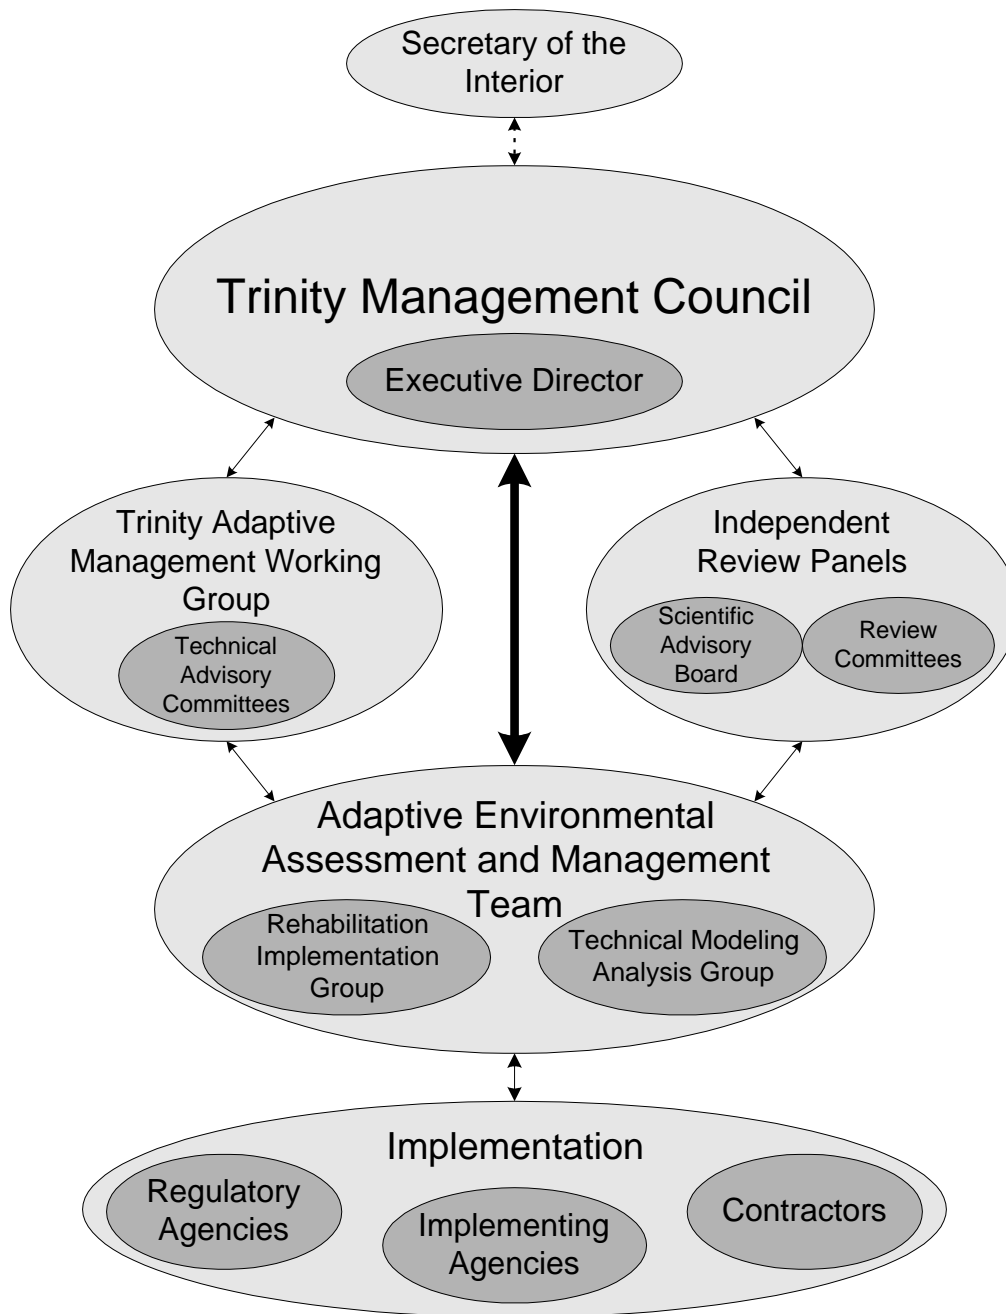 Secretary of the
Interior
Trinity Management Council
Executive Director
Trinity Adaptive
Management Working
Group
Technical
Advisory
Committees
Independent
Review Panels
Scientific
Advisory
Board
Review
Committees
Adaptive Environmental
Assessment and Management
Team
Rehabilitation
Implementation
Group
Technical Modeling
Analysis Group
Implementation
Regulatory
Agencies
Implementing
Agencies
Contractors